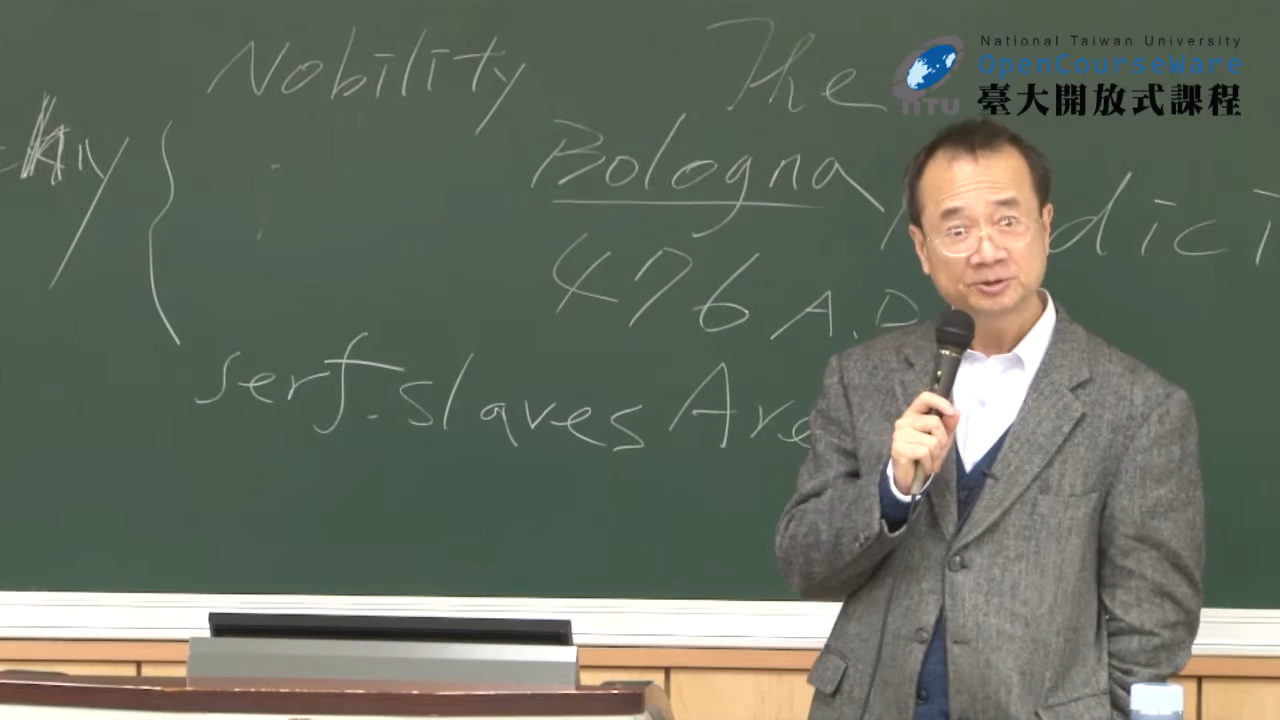 Nobility The
Bologna
476 A.D
serf. slaves Are
National Taiwan University
OpenCourseWare
NTU 臺大開放式課程